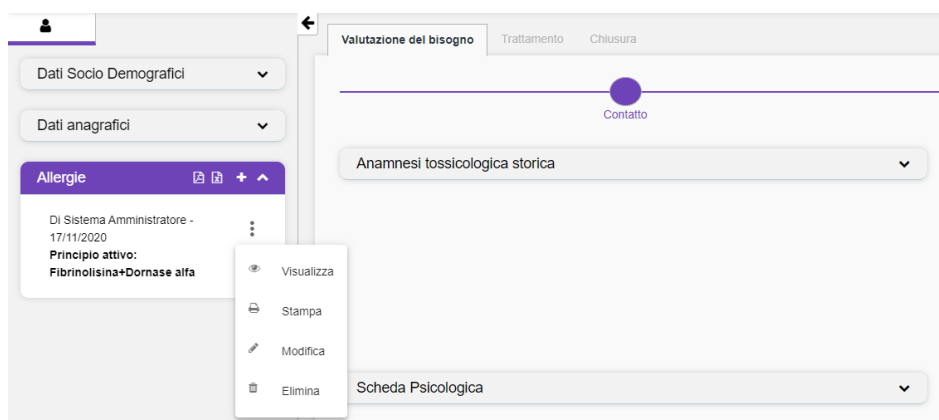 Dati Socio Demografici
Dati anagrafici
Allergie
Di Sistema Amministratore -
17/11/2020
Principio attivo:
Fibrinolisina+Dornase alfa
Visualizza
Stampa
Modifica
Elimina
Valutazione del bisogno
Trattamento
Chiusura
Contatto
Anamnesi tossicologica storica
Scheda Psicologica